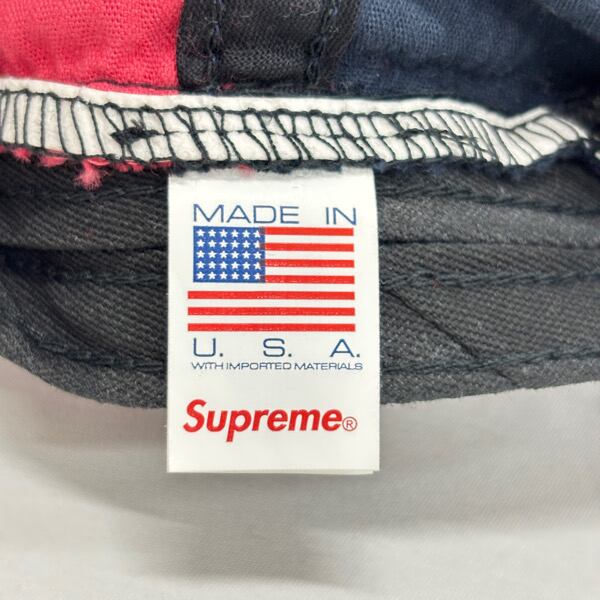 MADE IN
U. S. A.
WITH IMPORTED MATERIALS
Supreme®